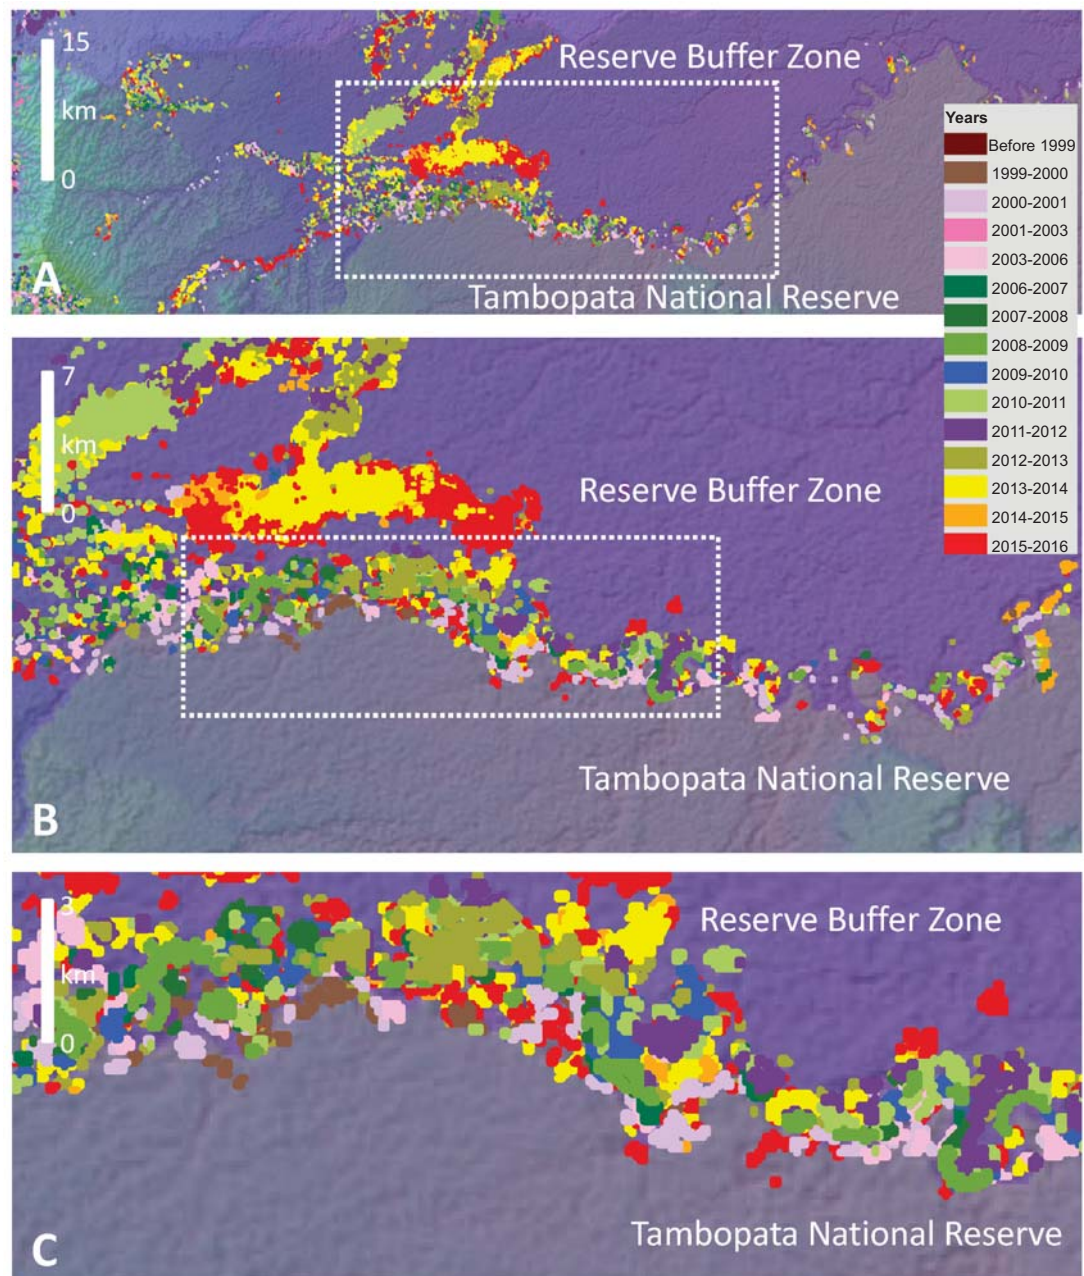 15
Reserve Buffer Zone
km
0
A
Tambopata National Reserve
Years
Before 1999
1999-2000
2000-2001
2001-2003
2003-2006
2006-2007
2007-2008
2008-2009
2009-2010
2010-2011
2011-2012
2012-2013
2013-2014
2014-2015
2015-2016
7
km
0
Reserve Buffer Zone
Tambopata National Reserve
B
3
Reserve Buffer Zone
km
0
Tambopata National Reserve
C